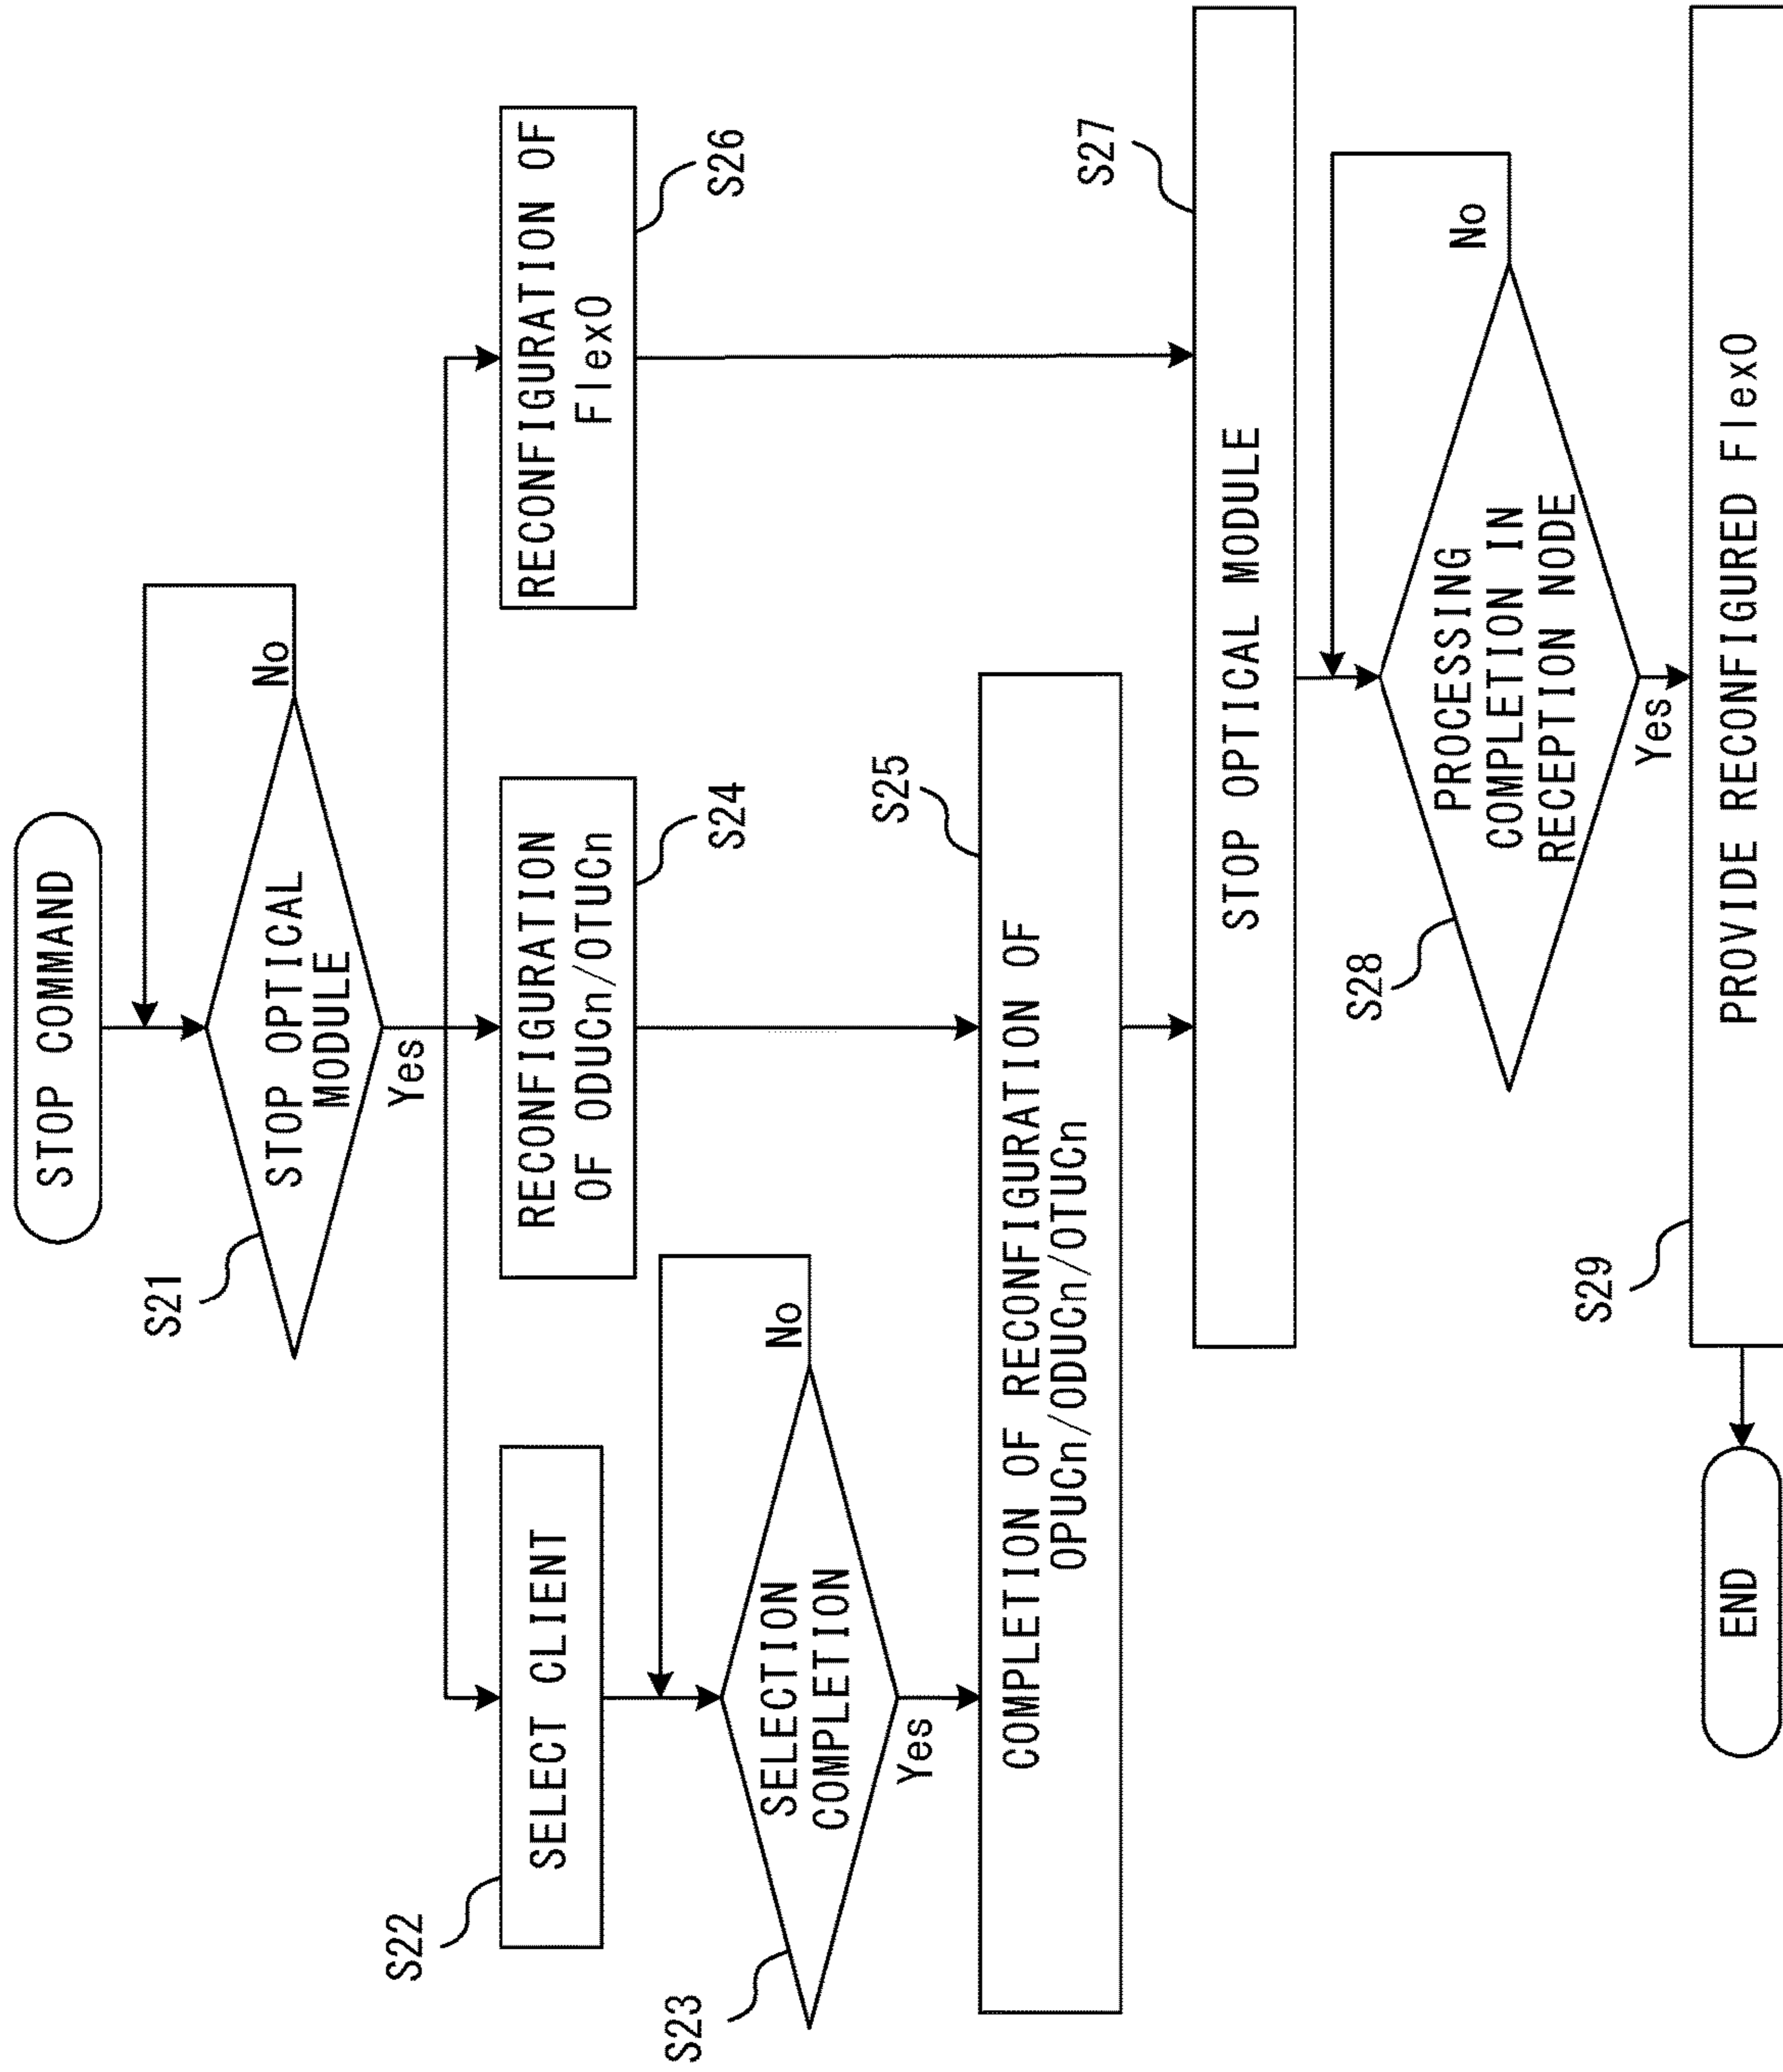 STOP COMMAND
S21
STOP OPTICAL
MODULE
No
Yes
S22
SELECT CLIENT
RECONFIGURATION
OF ODUCn/OTUCn
S24
RECONFIGURATION OF
FlexO
S26
S23
SELECTION
COMPLETION
No
Yes
S25
COMPLETION OF RECONFIGURATION OF
OPUCn/ODUCn/OTUCn
S27
STOP OPTICAL MODULE
S28
PROCESSING
COMPLETION IN
RECEPTION NODE
No
Yes
S29
PROVIDE RECONFIGURED FlexO
END